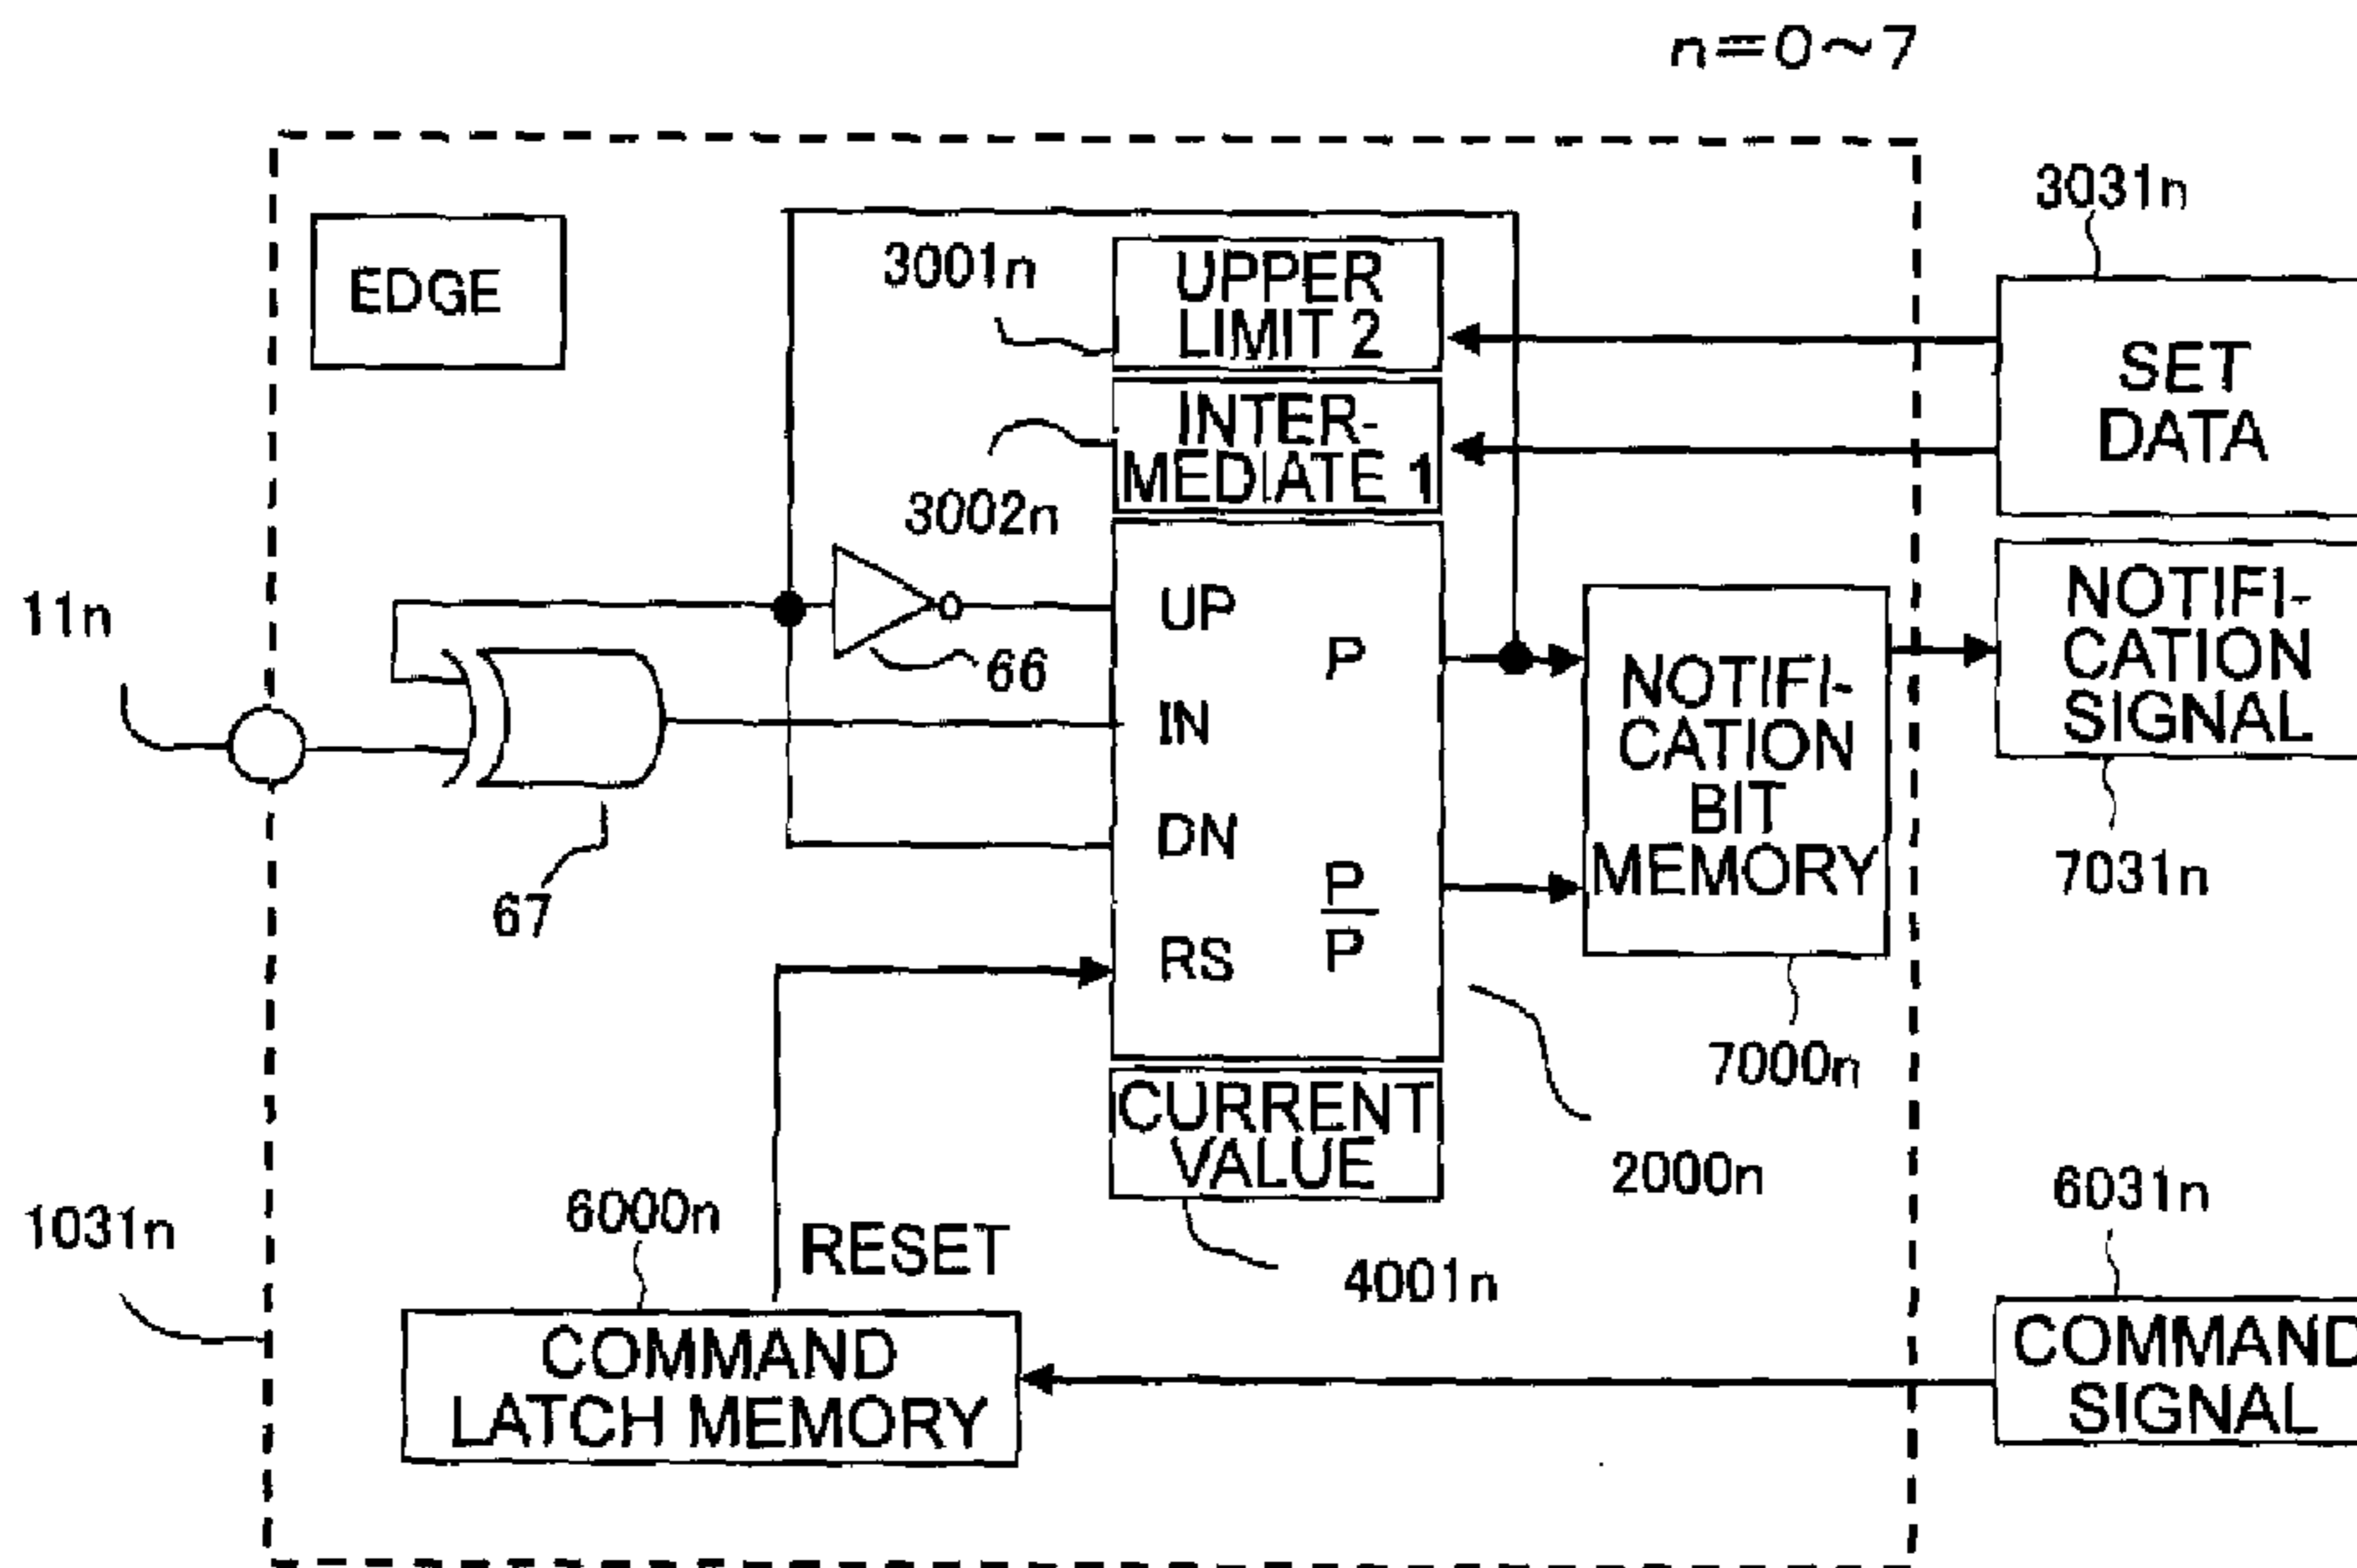 n=0~7
3031n
EDGE
3001n
UPPER
LIMIT 2
SET
DATA
INTER-
MEDIATE 1
3002n
11n
UP
66
P
NOTIFI-
CATION
BIT
MEMORY
NOTIFI-
CATION
SIGNAL
IN
DN
67
P
P
RS
7031n
7000n
CURRENT
VALUE
2000n
6031n
1031n
6000n
RESET
4001n
COMMAND
LATCH MEMORY
COMMAND
SIGNAL